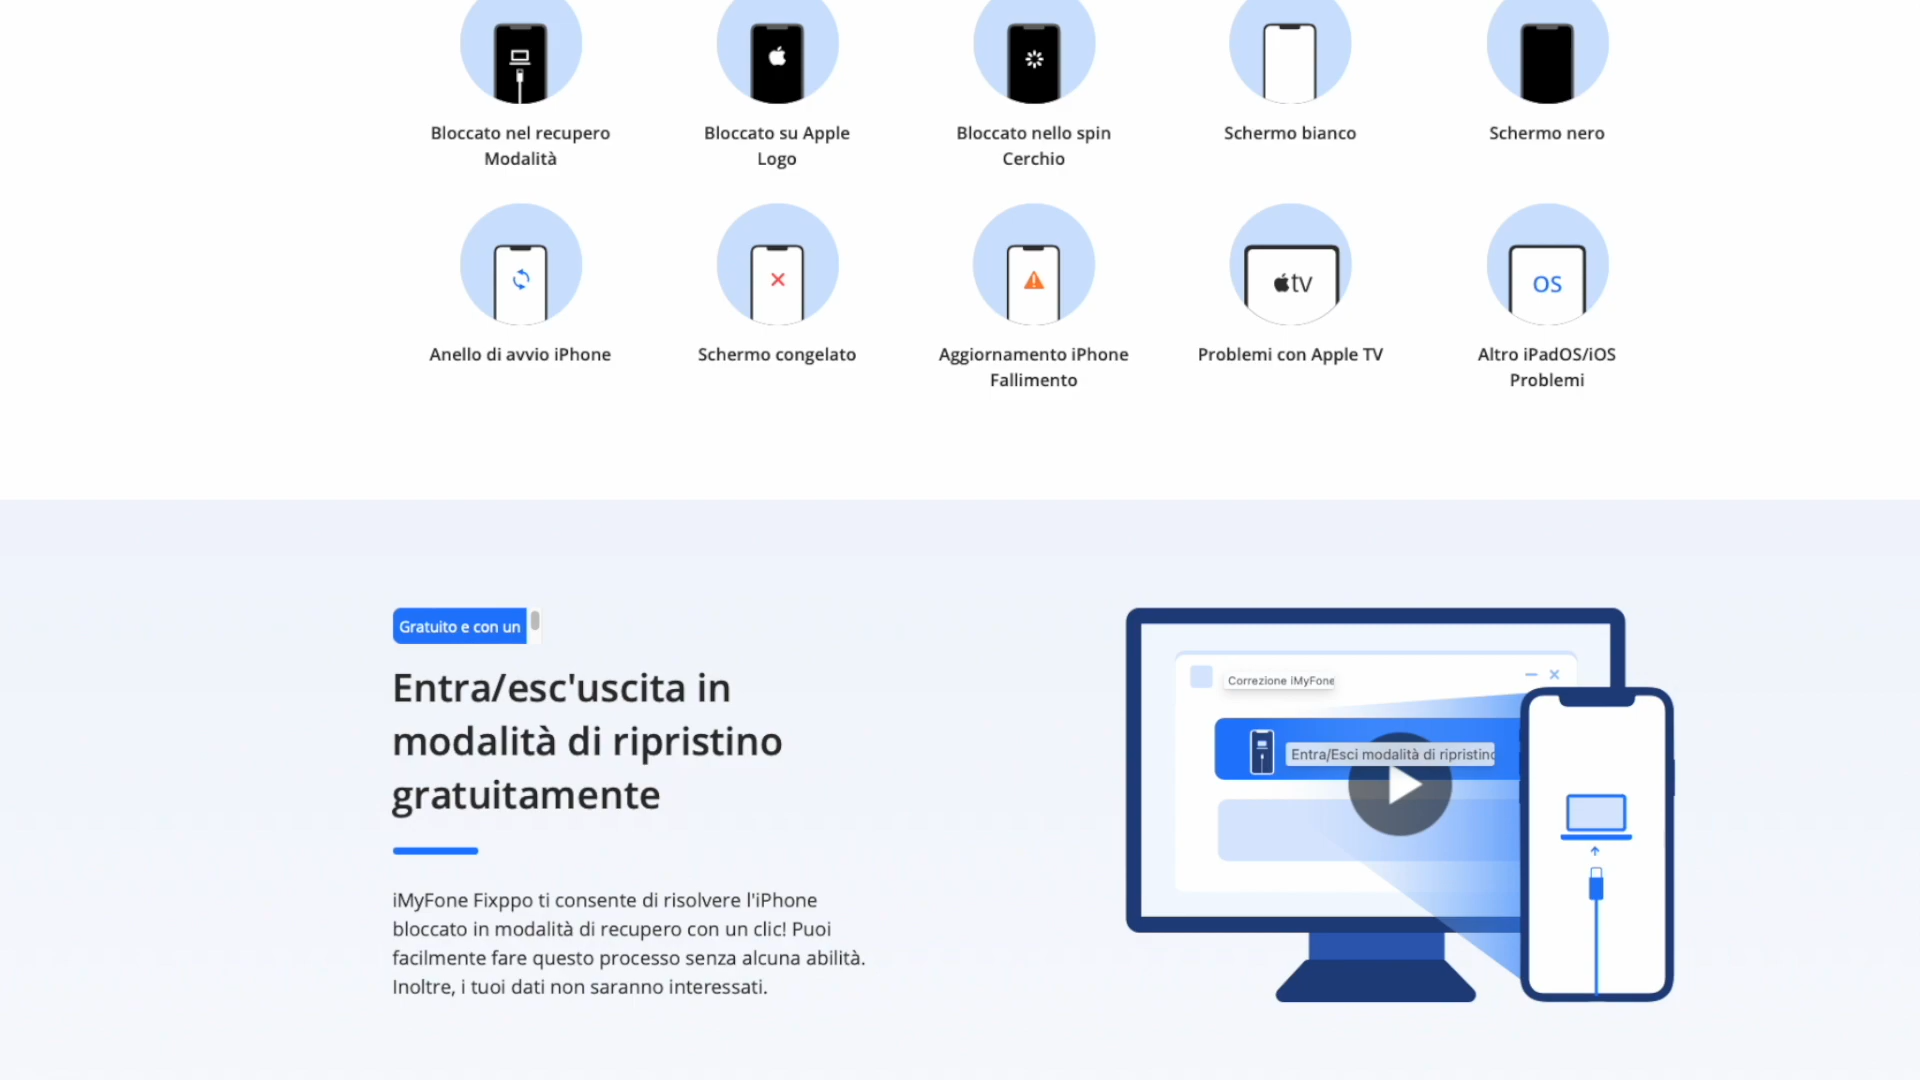 Bloccato nel recupero
Modalità
Bloccato su Apple
Logo
Bloccato nello spin
Cerchio
Schermo bianco
Schermo nero
tv
OS
Anello di avvio iPhone
Schermo congelato
Aggiornamento iPhone
Fallimento
Problemi con Apple TV
Altro iPadOS/iOS
Problemi
Gratuito e con un
Entra/esc'uscita in
modalità di ripristino
gratuitamente
iMyFone Fixppo ti consente di risolvere l'iPhone
bloccato in modalità di recupero con un clic! Puoi
facilmente fare questo processo senza alcuna abilità.
Inoltre, i tuoi dati non saranno interessati.
Correzione iMyFone
Entra/Esci modalità di ripristino